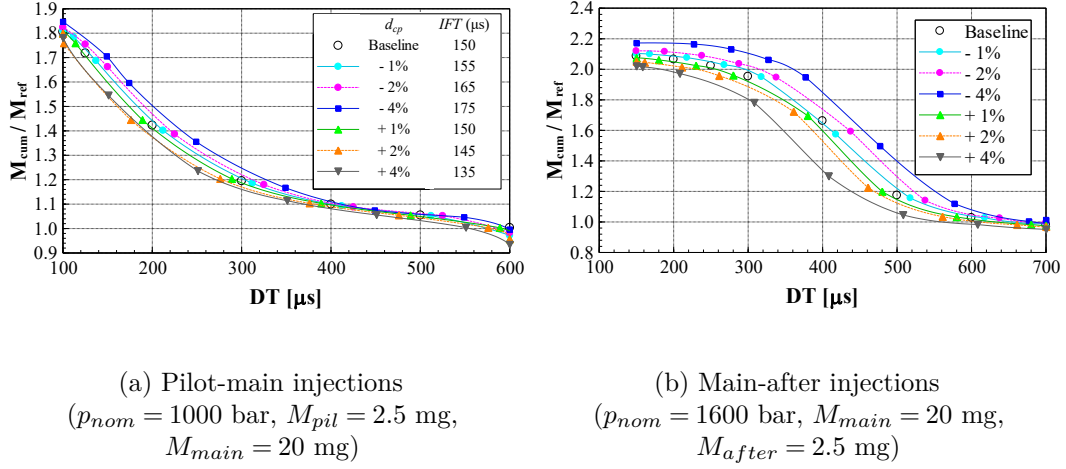 1.9
1.8
1.7
1.6
1.5
1.4
1.3
1.2
1.1
1.0
0.9
M_cum / M_ref
100 200 300 400 500 600
DT [μs]
d_cp IFT (μs)
Baseline 150
- 1% 155
- 2% 165
- 4% 175
+ 1% 150
+ 2% 145
+ 4% 135
2.4
2.2
2.0
1.8
1.6
1.4
1.2
1.0
0.8
M_cum / M_ref
100 200 300 400 500 600 700
DT [μs]
Baseline
- 1%
- 2%
- 4%
+ 1%
+ 2%
+ 4%
(a) Pilot-main injections
(p_nom = 1000 bar, M_pil = 2.5 mg,
M_main = 20 mg)
(b) Main-after injections
(p_nom = 1600 bar, M_main = 20 mg,
M_after = 2.5 mg)